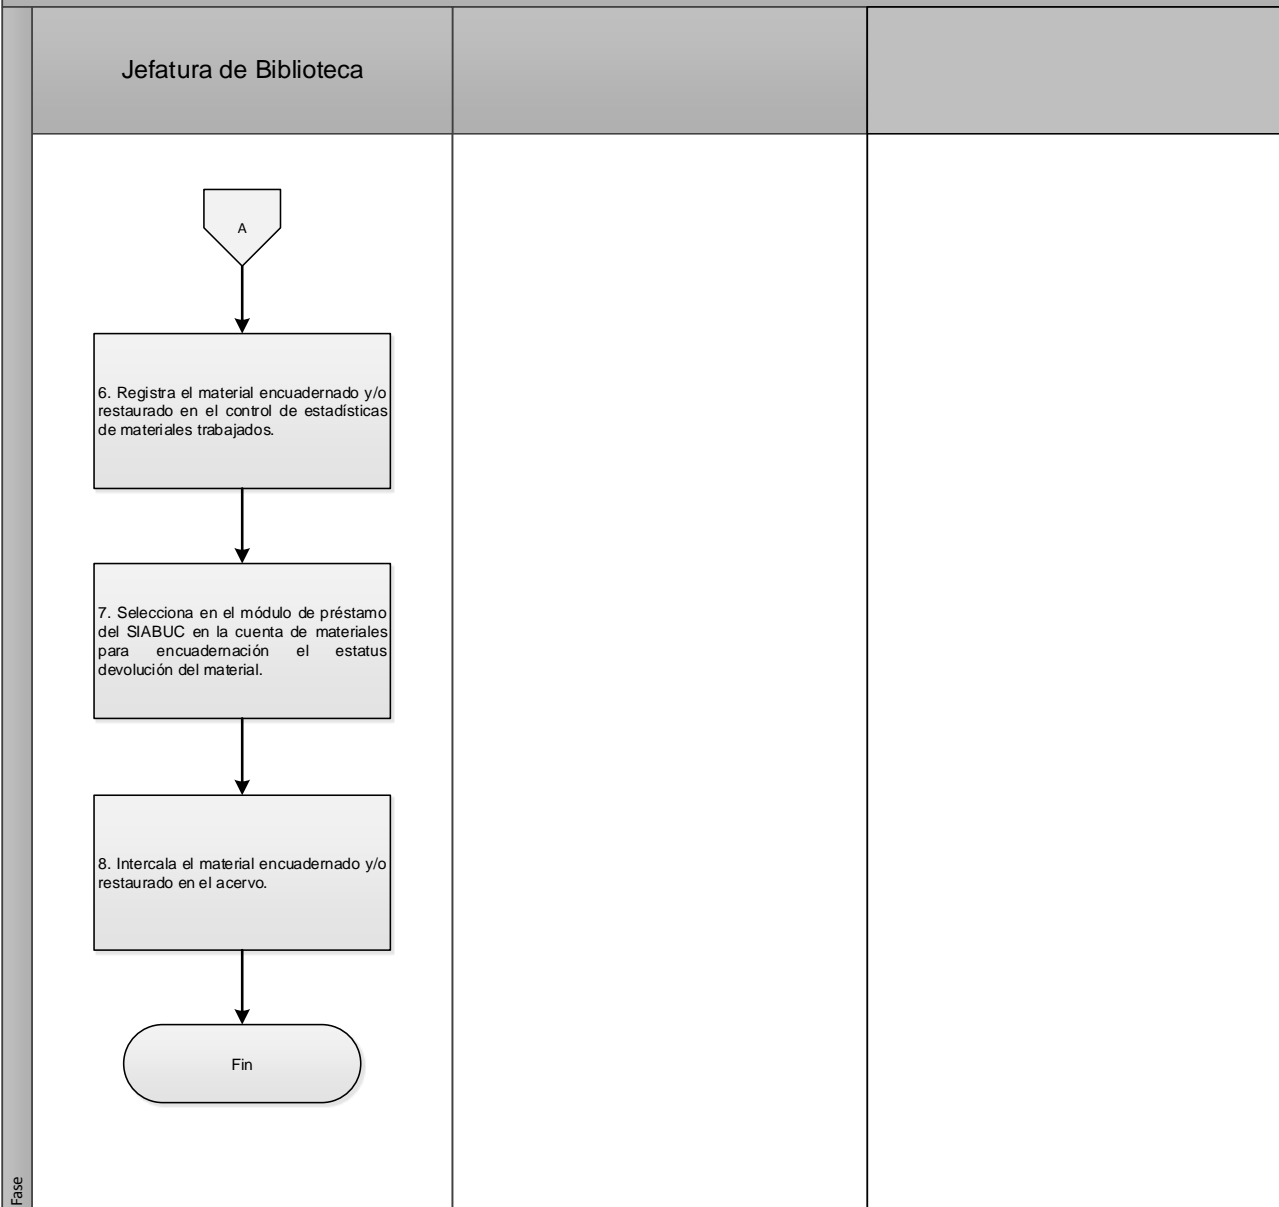 Jefatura de Biblioteca
A
6. Registra el material encuadernado y/o
restaurado en el control de estadísticas
de materiales trabajados.
7. Selecciona en el módulo de préstamo
del SIABUC en la cuenta de materiales
para encuadernación el estatus
devolución del material.
8. Intercala el material encuadernado y/o
restaurado en el acervo.
Fin
Fase